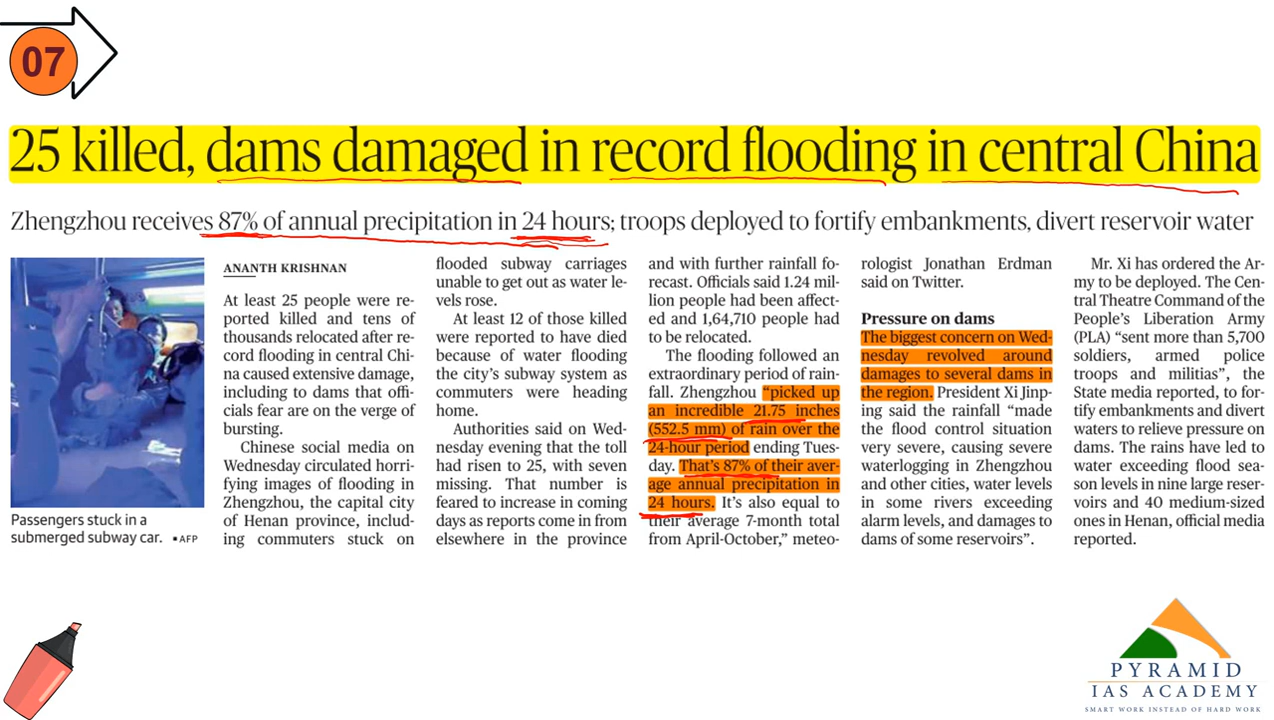 07
25 killed, dams damaged in record flooding in central China
Zhengzhou receives 87% of annual precipitation in 24 hours; troops deployed to fortify embankments, divert reservoir water
Passengers stuck in a
submerged subway car. ▪AFP
ANANTH KRISHNAN
At least 25 people were re-
ported killed and tens of
thousands relocated after re-
cord flooding in central Chi-
na caused extensive damage,
including to dams that offi-
cials fear are on the verge of
bursting.
Chinese social media on
Wednesday circulated horri-
fying images of flooding in
Zhengzhou, the capital city
of Henan province, includ-
ing commuters stuck on
flooded subway carriages
unable to get out as water le-
vels rose.
At least 12 of those killed
were reported to have died
because of water flooding
the city's subway system as
commuters were heading
home.
Authorities said on Wed-
nesday evening that the toll
had risen to 25, with seven
missing. That number is
feared to increase in coming
days as reports come in from
elsewhere in the province
and with further rainfall fo-
recast. Officials said 1.24 mil-
lion people had been affect-
ed and 1,64,710 people had
to be relocated.
The flooding followed an
extraordinary period of rain-
fall. Zhengzhou “picked up
an incredible 21.75 inches
(552.5 mm) of rain over the
24-hour period ending Tues-
day. That's 87% of their aver-
age annual precipitation in
24 hours. It's also equal to
their average 7-month total
from April-October,” meteo-
rologist Jonathan Erdman
said on Twitter.
Pressure on dams
The biggest concern on Wed-
nesday revolved around
damages to several dams in
the region. President Xi Jinp-
ing said the rainfall “made
the flood control situation
very severe, causing severe
waterlogging in Zhengzhou
and other cities, water levels
in some rivers exceeding
alarm levels, and damages to
dams of some reservoirs”.
Mr. Xi has ordered the Ar-
my to be deployed. The Cen-
tral Theatre Command of the
People's Liberation Army
(PLA) “sent more than 5,700
soldiers, armed police
troops and militias”, the
State media reported, to for-
tify embankments and divert
waters to relieve pressure on
dams. The rains have led to
water exceeding flood sea-
son levels in nine large reser-
voirs and 40 medium-sized
ones in Henan, official media
reported.
PYRAMID
IAS ACADEMY
SMART WORK INSTEAD OF HARD WORK